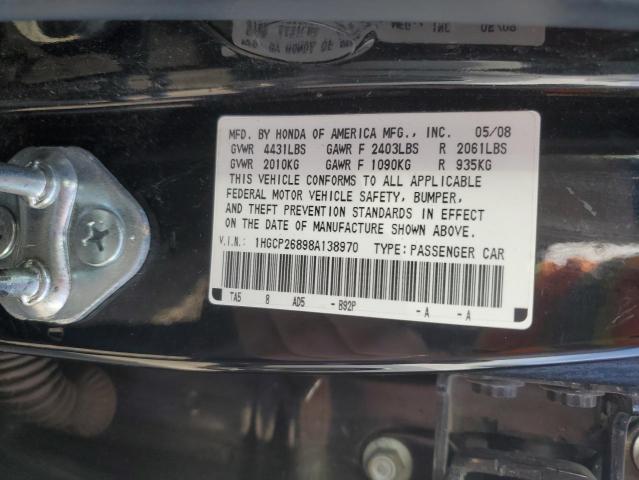 MFD. BY HONDA OF AMERICA MFG., INC. 05/08
GVWR 4431LBS GAWR F 2403LBS R 2061LBS
GVWR 2010KG GAWR F 1090KG R 935KG
THIS VEHICLE CONFORMS TO ALL APPLICABLE
FEDERAL MOTOR VEHICLE SAFETY, BUMPER,
AND THEFT PREVENTION STANDARDS IN EFFECT
ON THE DATE OF MANUFACTURE SHOWN ABOVE.
V.I.N.: 1HGCP26898A138970 TYPE: PASSENGER CAR
TA5 8 AD5 - B92P - A - A